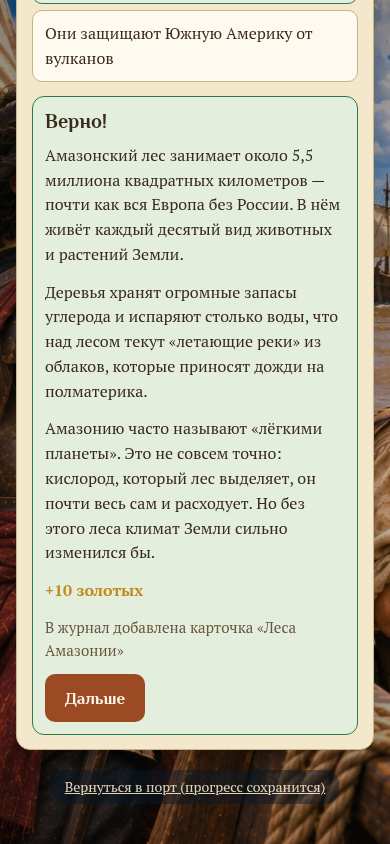 Они защищают Южную Америку от
вулканов
Верно!
Амазонский лес занимает около 5,5
миллиона квадратных километров —
почти как вся Европа без России. В нём
живёт каждый десятый вид животных
и растений Земли.
Деревья хранят огромные запасы
углерода и испаряют столько воды, что
над лесом текут «летающие реки» из
облаков, которые приносят дожди на
полматерика.
Амазонию часто называют «лёгкими
планеты». Это не совсем точно:
кислород, который лес выделяет, он
почти весь сам и расходует. Но без
этого леса климат Земли сильно
изменился бы.
+10 золотых
В журнал добавлена карточка «Леса
Амазонии»
Дальше
Вернуться в порт (прогресс сохранится)